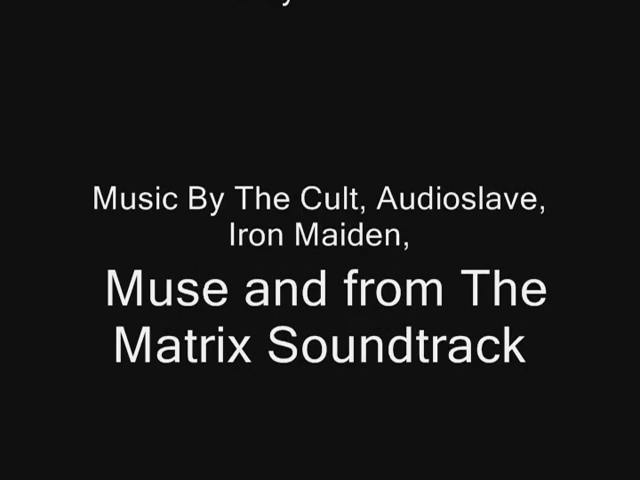 Music By The Cult, Audioslave,
Iron Maiden,
Muse and from The
Matrix Soundtrack